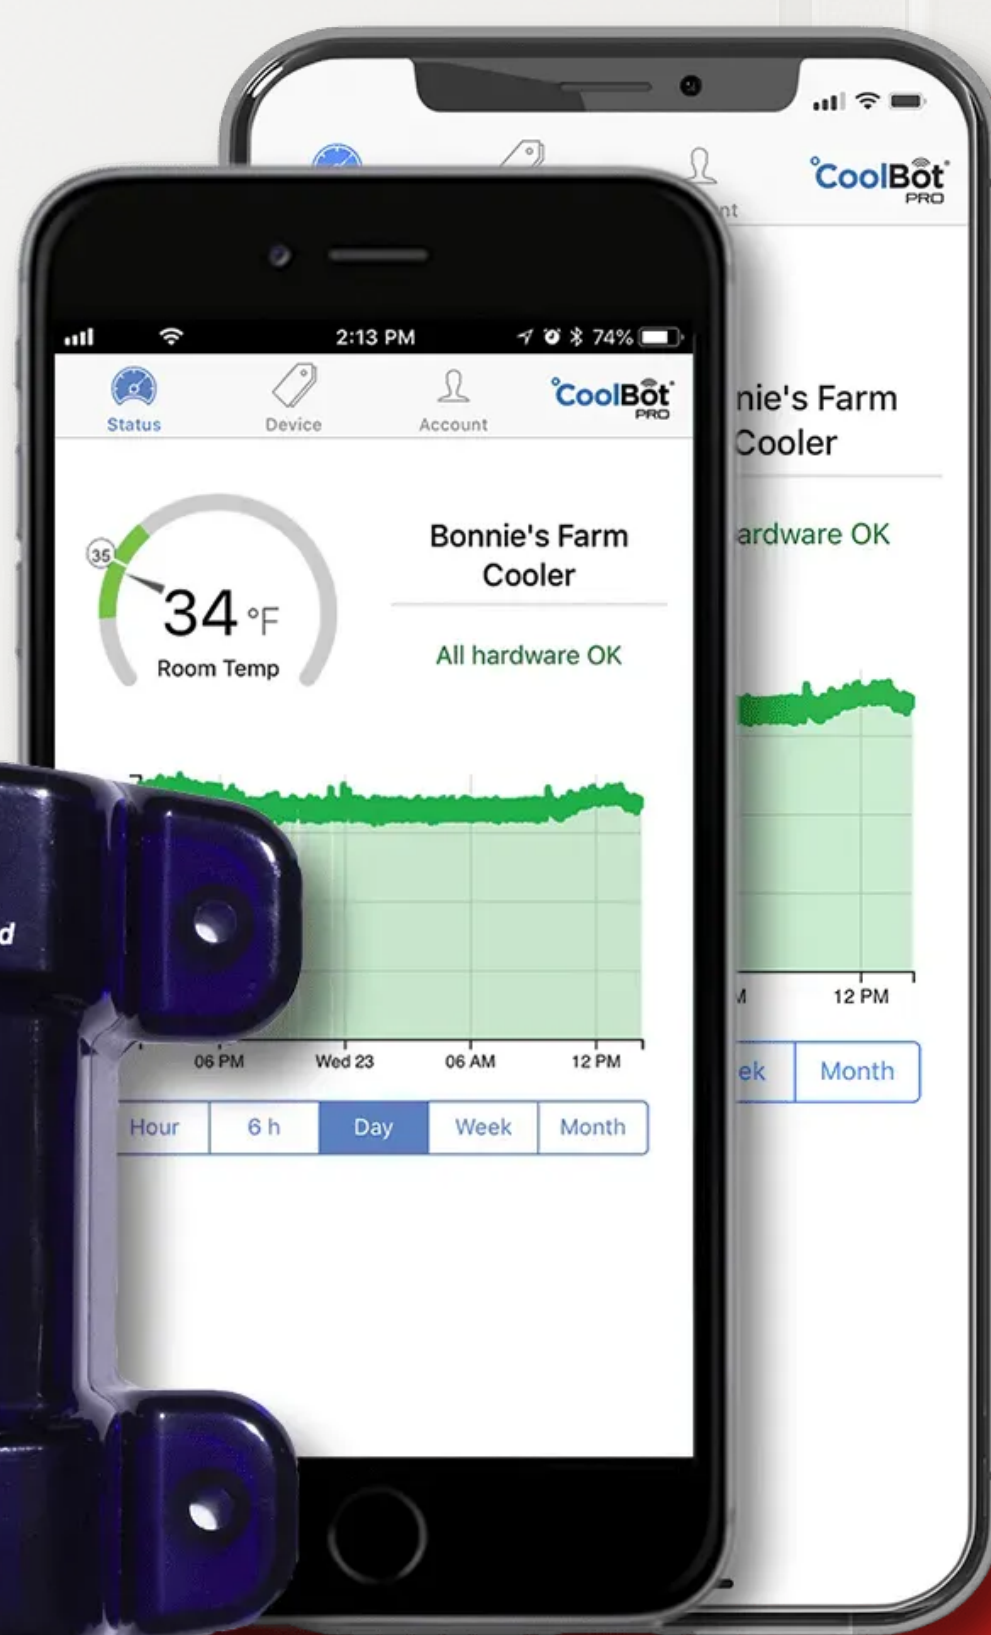 °CoolBot
PRO
nt
2:13 PM
74%
Status
Device
Account
°CoolBot
PRO
35
34 °F
Room Temp
Bonnie's Farm
Cooler
All hardware OK
nie's Farm
Cooler
ardware OK
06 PM
Wed 23
06 AM
12 PM
Hour
6 h
Day
Week
Month
12 PM
ek
Month
d